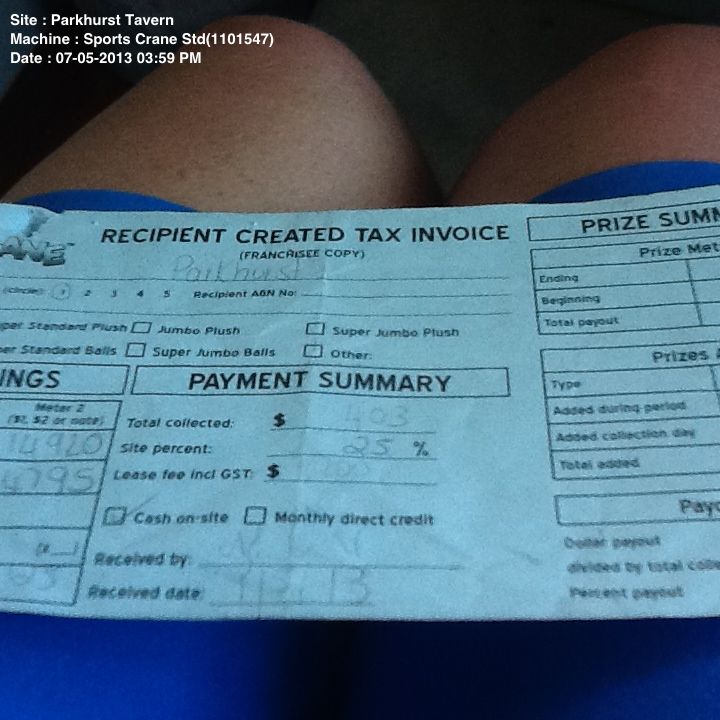 Site : Parkhurst Tavern
Machine : Sports Crane Std(1101547)
Date : 07-05-2013 03:59 PM
RECIPIENT CREATED TAX INVOICE
(FRANCHISEE COPY)
Parkhurst
(circle): 1 2 3 4 5 Recipient ABN No:
Standard Plush Jumbo Plush Super Jumbo Plush
Standard Balls Super Jumbo Balls Other:
INGS
PAYMENT SUMMARY
Meter 2
($1, $2 or note)
14920
4795
Total collected: $ 403
Site percent: 25 %
Lease fee incl GST: $
Cash on-site Monthly direct credit
Received by:
Received date:
PRIZE SUMM
Prize Met
Ending
Beginning
Total payout
Prizes A
Type
Added during period
Added collection day
Total added
Payo
Dollar payout
divided by total colle
Percent payout